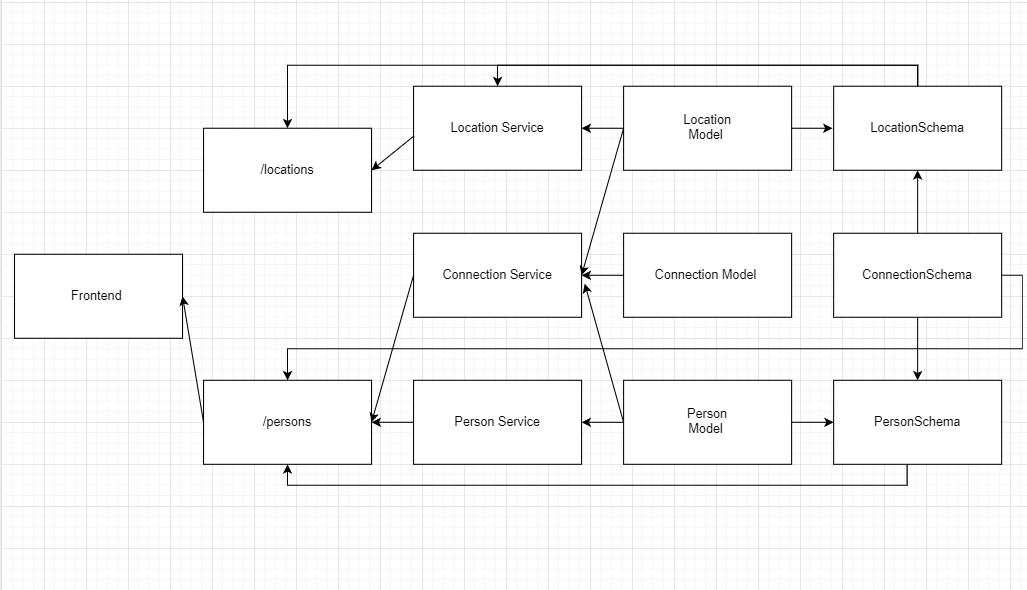 Location Service
Location
Model
LocationSchema
/locations
Connection Service
Connection Model
ConnectionSchema
Frontend
/persons
Person Service
Person
Model
PersonSchema